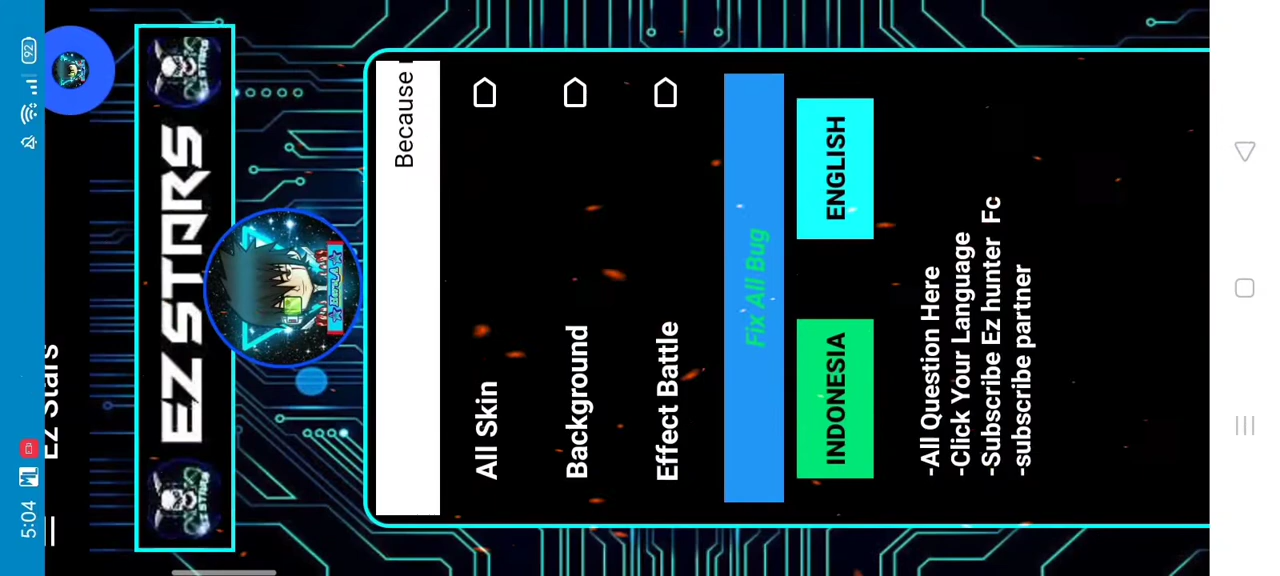 5:04
92
EZ Stars
EZ STARS
Because
All Skin
Background
Effect Battle
Fix All Bug
INDONESIA
ENGLISH
-All Question Here
-Click Your Language
-Subscribe Ez hunter Fc
-subscribe partner